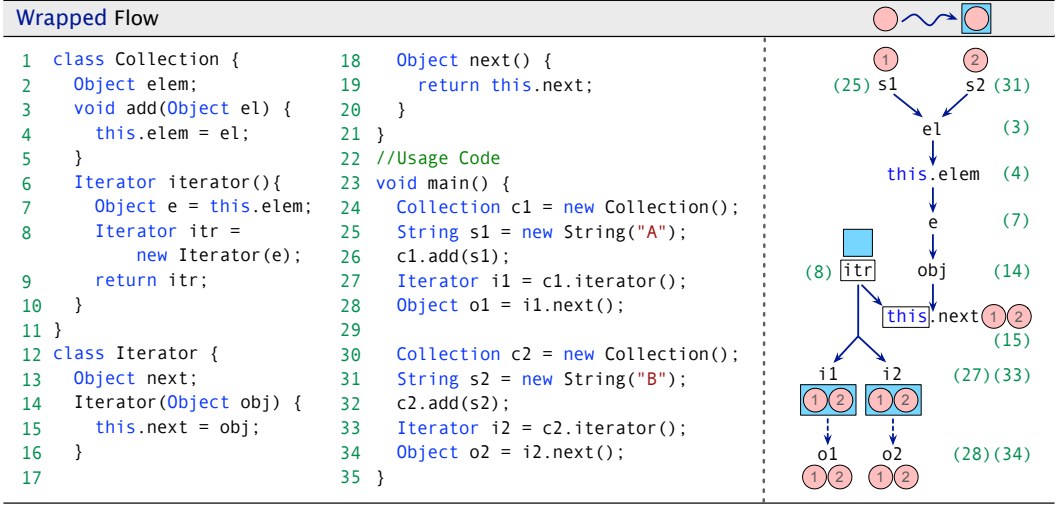 Wrapped Flow
1 class Collection {
2 Object elem;
3 void add(Object el) {
4 this.elem = el;
5 }
6 Iterator iterator(){
7 Object e = this.elem;
8 Iterator itr =
new Iterator(e);
9 return itr;
10 }
11 }
12 class Iterator {
13 Object next;
14 Iterator(Object obj) {
15 this.next = obj;
16 }
17
18 Object next() {
19 return this.next;
20 }
21 }
22 //Usage Code
23 void main() {
24 Collection c1 = new Collection();
25 String s1 = new String("A");
26 c1.add(s1);
27 Iterator i1 = c1.iterator();
28 Object o1 = i1.next();
29
30 Collection c2 = new Collection();
31 String s2 = new String("B");
32 c2.add(s2);
33 Iterator i2 = c2.iterator();
34 Object o2 = i2.next();
35 }
1 2
(25) s1 s2 (31)
el (3)
this.elem (4)
e (7)
(8) itr obj (14)
this.next 1 2
(15)
i1 i2 (27)(33)
1 2 1 2
o1 o2 (28)(34)
1 2 1 2